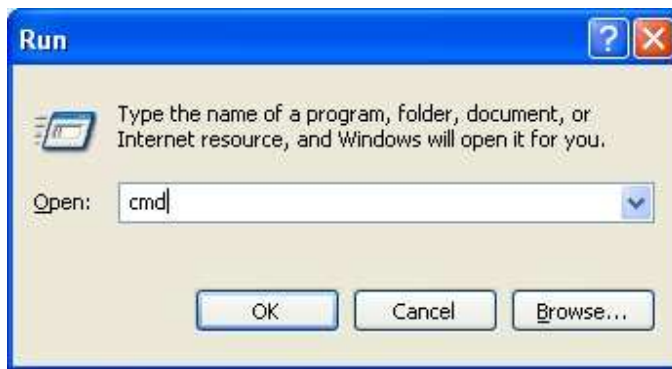 Run
Type the name of a program, folder, document, or
Internet resource, and Windows will open it for you.
Open: cmd
OK Cancel Browse...